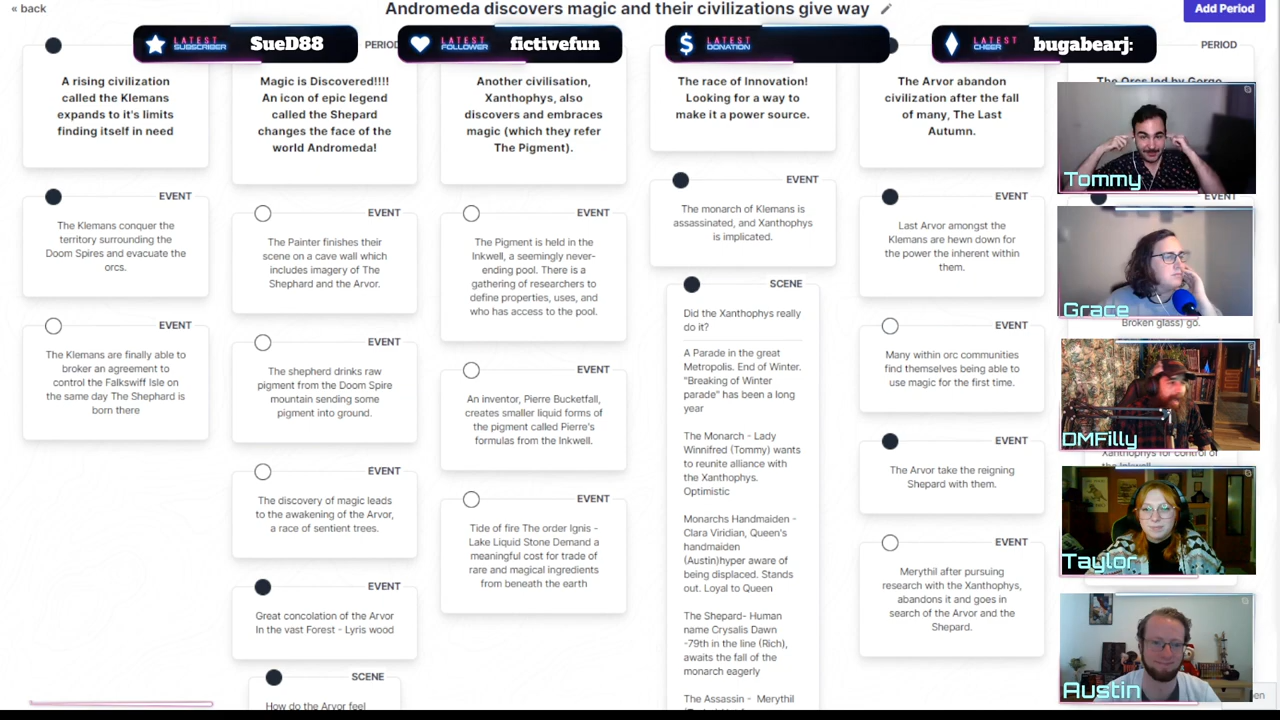 « back
Andromeda discovers magic and their civilizations give way
Add Period
LATEST
SUBSCRIBER
SueD88
LATEST
FOLLOWER
fictivefun
$
LATEST
DONATION
LATEST
CHEER
bugabearj:
A rising civilization
called the Klemans
expands to it's limits
finding itself in need
EVENT
The Klemans conquer the
territory surrounding the
Doom Spires and evacuate the
orcs.
EVENT
The Klemans are finally able to
broker an agreement to
control the Falkswiff Isle on
the same day The Shepard is
born there
PERIOD
Magic is Discovered!!!!
An icon of epic legend
called the Shepard
changes the face of the
world Andromeda!
EVENT
The Painter finishes their
scene on a cave wall which
includes imagery of The
Shephard and the Arvor.
EVENT
The shepherd drinks raw
pigment from the Doom Spire
mountain sending some
pigment into ground.
EVENT
The discovery of magic leads
to the awakening of the Arvor,
a race of sentient trees.
EVENT
Great concolation of the Arvor
In the vast Forest - Lyris wood
SCENE
How do the Arvor feel
Another civilisation,
Xanthophys, also
discovers and embraces
magic (which they refer
The Pigment).
EVENT
The Pigment is held in the
Inkwell, a seemingly never-
ending pool. There is a
gathering of researchers to
define properties, uses, and
who has access to the pool.
EVENT
An inventor, Pierre Bucketfall,
creates smaller liquid forms of
the pigment called Pierre's
formulas from the Inkwell.
EVENT
Tide of fire The order Ignis -
Lake Liquid Stone Demand a
meaningful cost for trade of
rare and magical ingredients
from beneath the earth
The race of Innovation!
Looking for a way to
make it a power source.
EVENT
The monarch of Klemans is
assassinated, and Xanthophys
is implicated.
SCENE
Did the Xanthophys really
do it?
A Parade in the great
Metropolis. End of Winter.
"Breaking of Winter
parade" has been a long
year
The Monarch - Lady
Winnifred (Tommy) wants
to reunite alliance with
the Xanthophys.
Optimistic
Monarchs Handmaiden -
Clara Viridian, Queen's
handmaiden
(Austin)hyper aware of
being displaced. Stands
out. Loyal to Queen
The Shepard- Human
name Crysalis Dawn
-79th in the line (Rich),
awaits the fall of the
monarch eagerly
The Assassin - Merythil
The Arvor abandon
civilization after the fall
of many, The Last
Autumn.
EVENT
Last Arvor amongst the
Klemans are hewn down for
the power the inherent within
them.
EVENT
Many within orc communities
find themselves being able to
use magic for the first time.
EVENT
The Arvor take the reigning
Shepard with them.
EVENT
Merythil after pursuing
research with the Xanthophys,
abandons it and goes in
search of the Arvor and the
Shepard.
PERIOD
The Orcs led by Gorgo
EVENT
Broken glass) go.
Xanthophys for control of
Tommy
Grace
DMFilly
Taylor
Austin